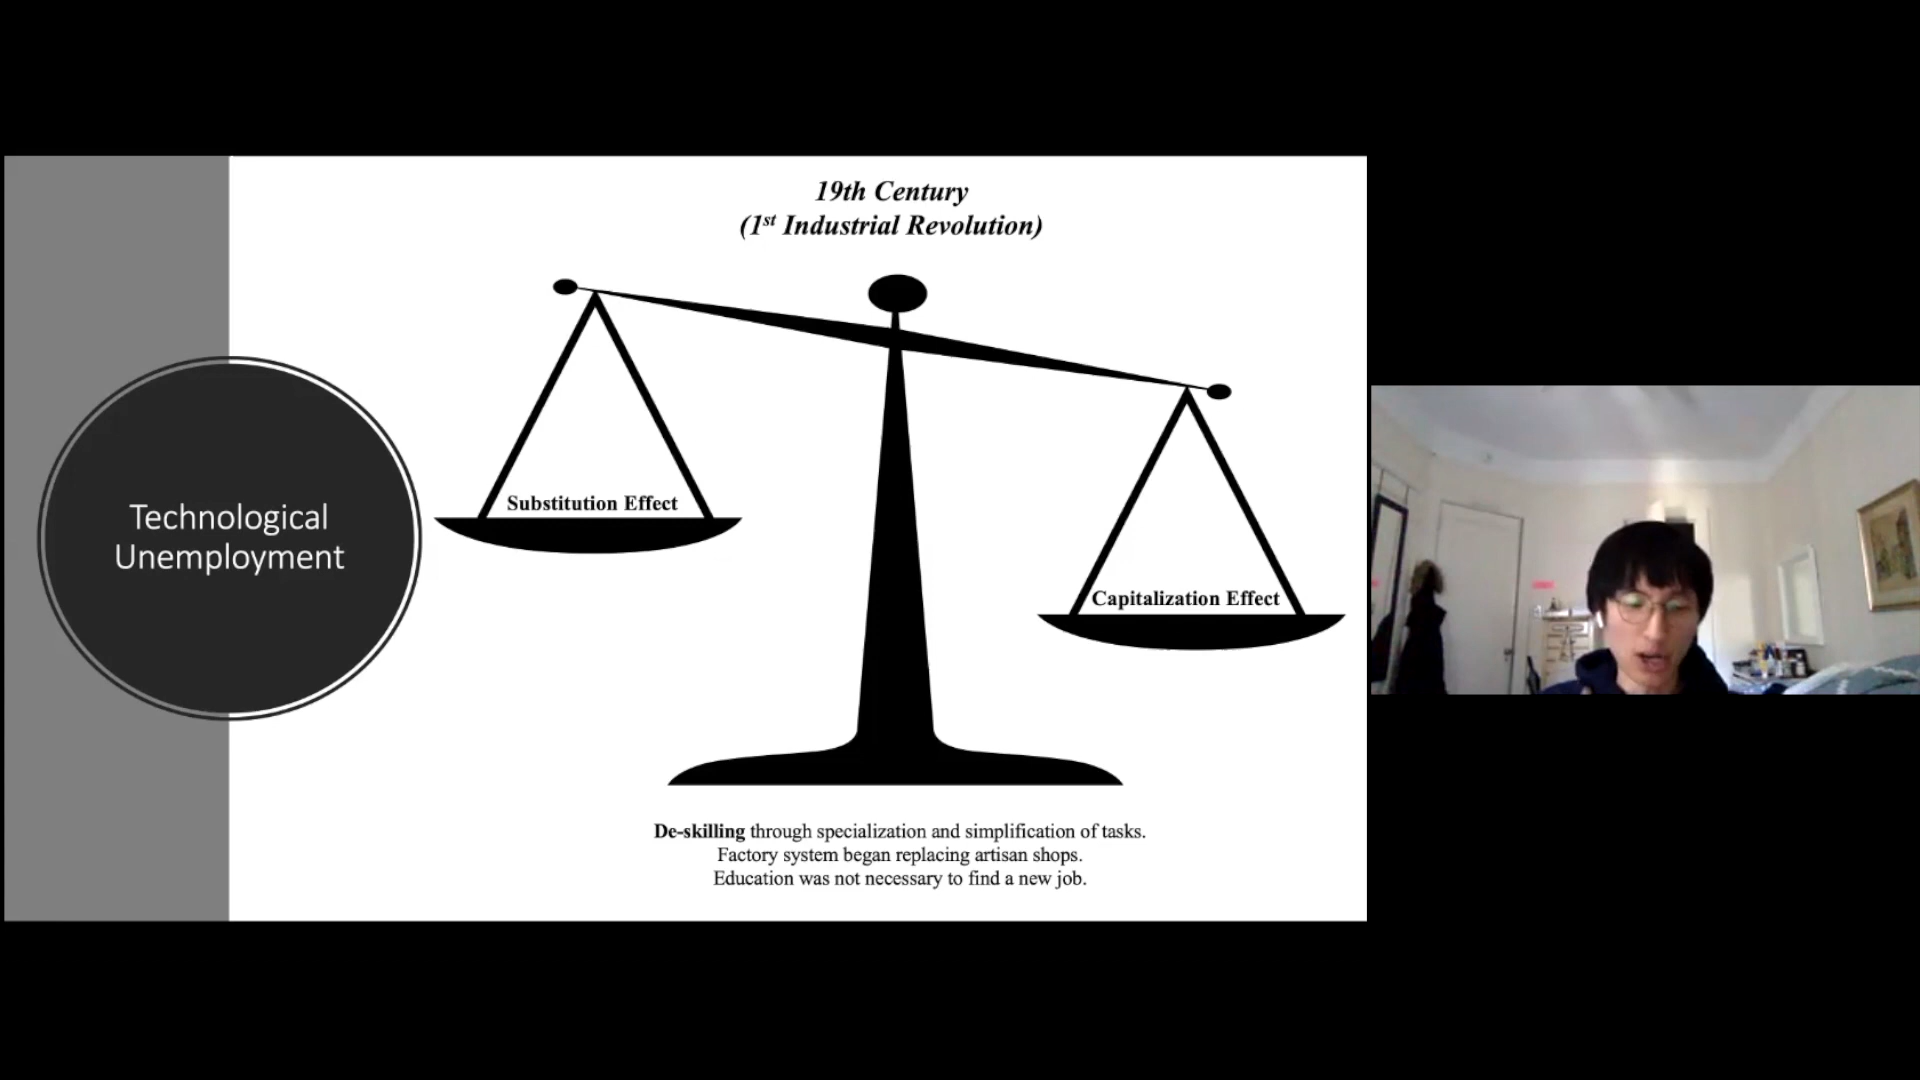 19th Century
(1st Industrial Revolution)
Substitution Effect
Capitalization Effect
Technological
Unemployment
De-skilling through specialization and simplification of tasks.
Factory system began replacing artisan shops.
Education was not necessary to find a new job.